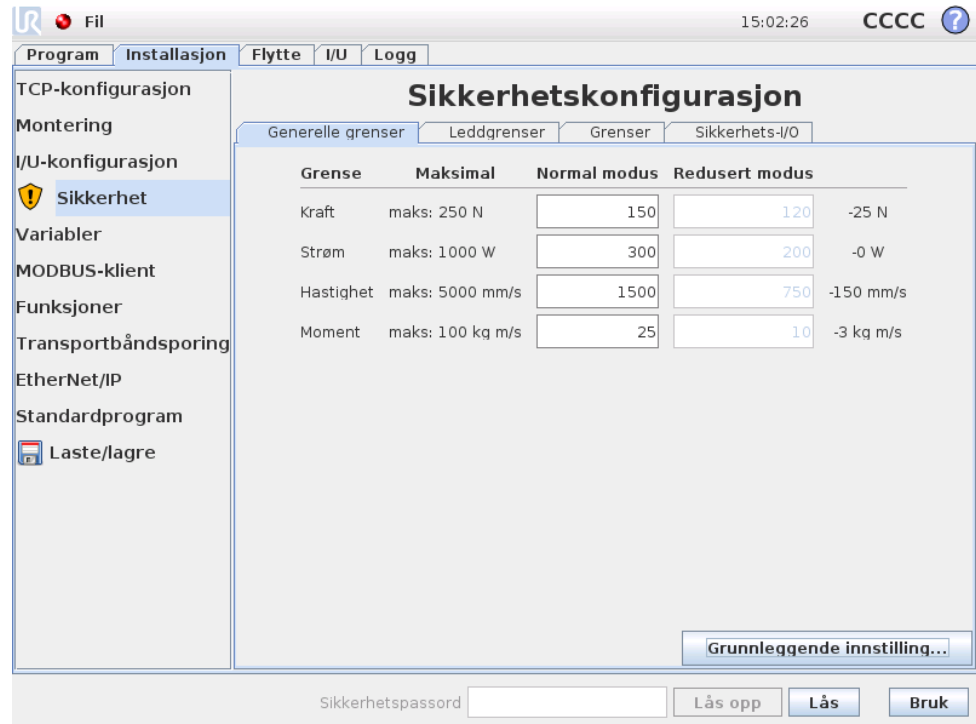 UR Fil 15:02:26 CCCC ?
Program Installasjon Flytte I/U Logg
TCP-konfigurasjon
Montering
I/U-konfigurasjon
Sikkerhet
Variabler
MODBUS-klient
Funksjoner
Transportbåndsporing
EtherNet/IP
Standardprogram
Laste/lagre
Sikkerhetskonfigurasjon
Generelle grenser Leddgrenser Grenser Sikkerhets-I/O
Grense Maksimal Normal modus Redusert modus
Kraft maks: 250 N 150 120 -25 N
Strøm maks: 1000 W 300 200 -0 W
Hastighet maks: 5000 mm/s 1500 750 -150 mm/s
Moment maks: 100 kg m/s 25 10 -3 kg m/s
Grunnleggende innstilling...
Sikkerhetspassord Lås opp Lås Bruk